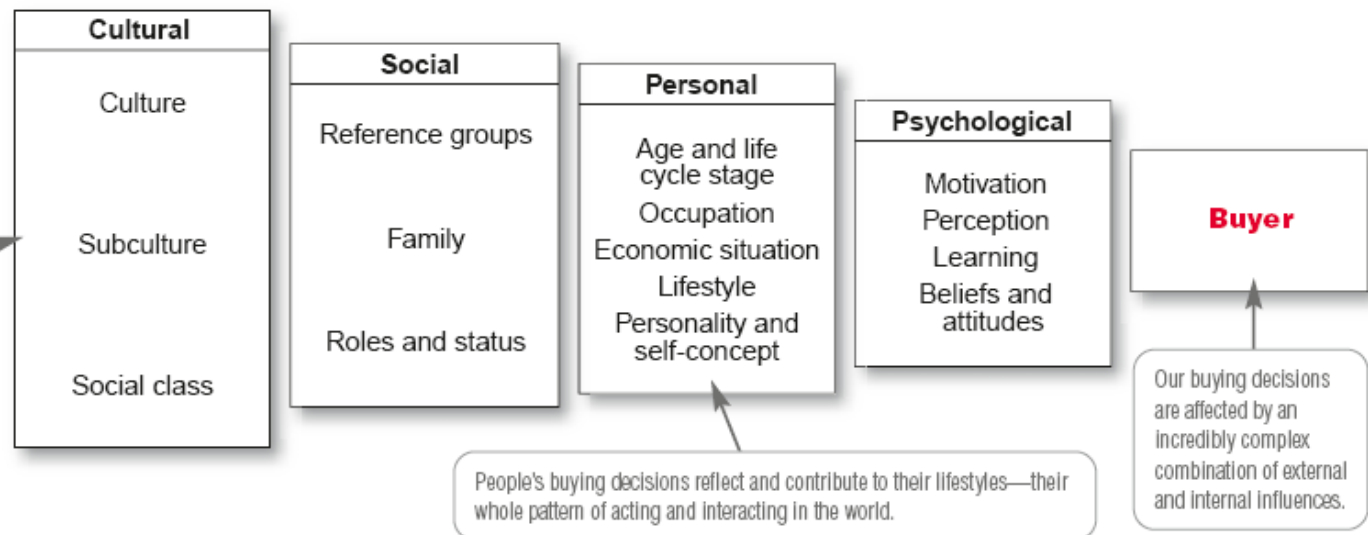 Cultural
Culture
Subculture
Social class
Social
Reference groups
Family
Roles and status
Personal
Age and life
cycle stage
Occupation
Economic situation
Lifestyle
Personality and
self-concept
Psychological
Motivation
Perception
Learning
Beliefs and
attitudes
Buyer
People's buying decisions reflect and contribute to their lifestyles—their
whole pattern of acting and interacting in the world.
Our buying decisions
are affected by an
incredibly complex
combination of external
and internal influences.